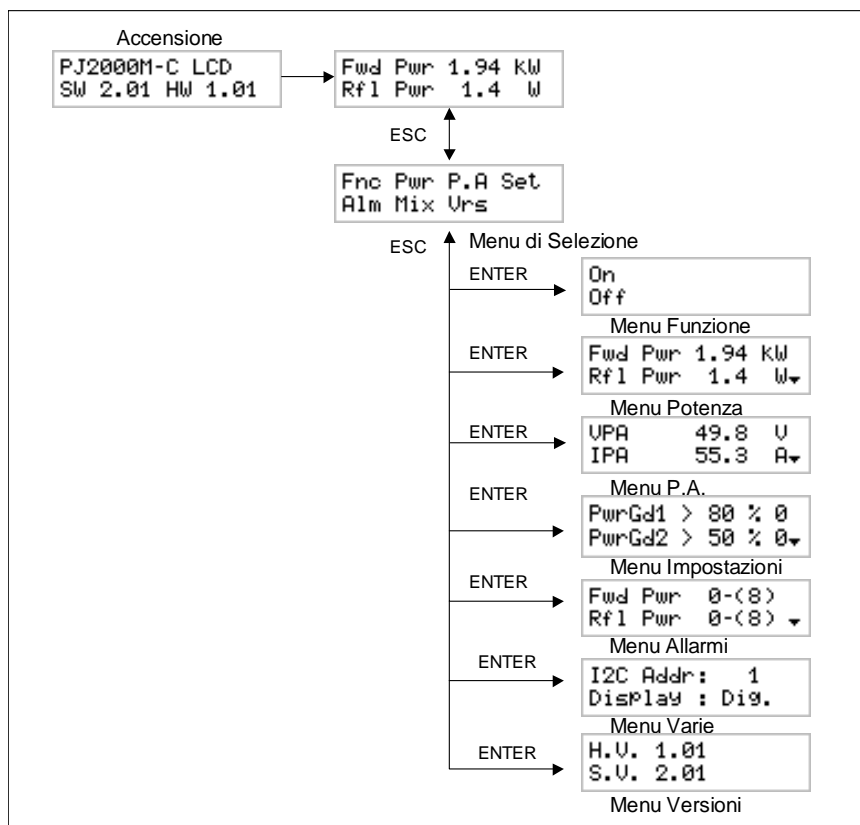 Accensione
PJ2000M-C LCD
SW 2.01 HW 1.01
Fwd Pwr 1.94 KW
Rfl Pwr 1.4 W
ESC
Fnc Pwr P.A Set
Alm Mix Vrs
ESC
Menu di Selezione
ENTER
On
Off
Menu Funzione
ENTER
Fwd Pwr 1.94 KW
Rfl Pwr 1.4 W
Menu Potenza
ENTER
VPA 49.8 V
IPA 55.3 A
Menu P.A.
ENTER
PwrGd1 > 80 % 0
PwrGd2 > 50 % 0
Menu Impostazioni
ENTER
Fwd Pwr 0-(8)
Rfl Pwr 0-(8)
Menu Allarmi
ENTER
I2C Addr: 1
Display : Dig.
Menu Varie
ENTER
H.V. 1.01
S.V. 2.01
Menu Versioni